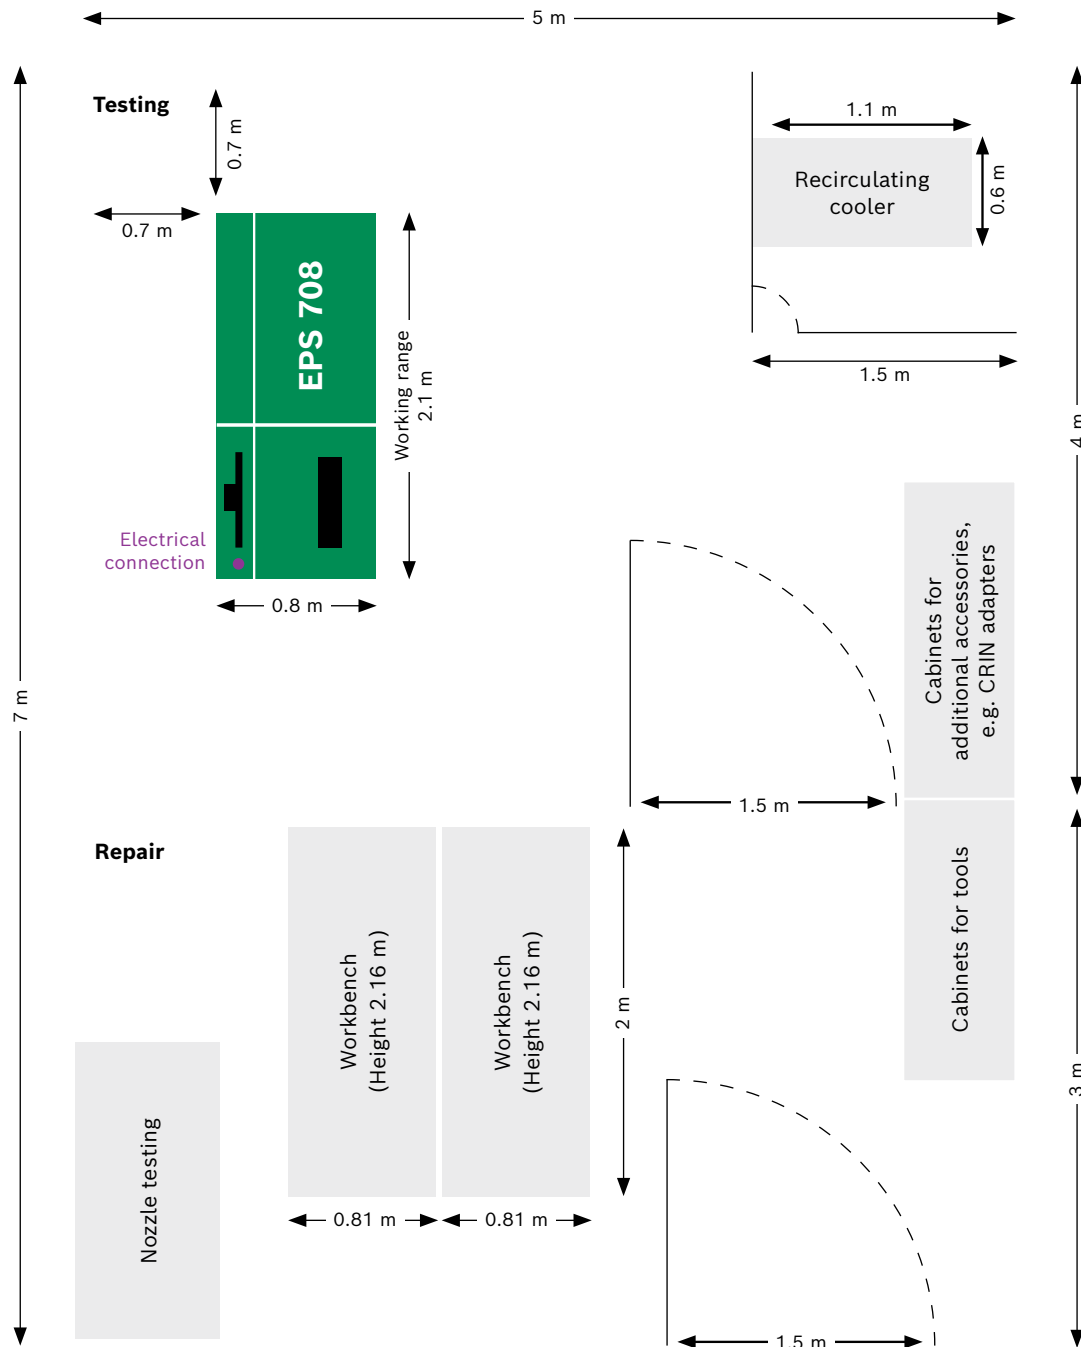 5 m
Testing
0.7 m
0.7 m
1.1 m
Recirculating
cooler
0.6 m
1.5 m
EPS 708
Working range
2.1 m
Electrical
connection
0.8 m
4 m
7 m
Cabinets for
additional accessories,
e.g. CRIN adapters
1.5 m
Repair
Workbench
(Height 2.16 m)
Workbench
(Height 2.16 m)
2 m
Cabinets for tools
3 m
Nozzle testing
0.81 m
0.81 m
1.5 m